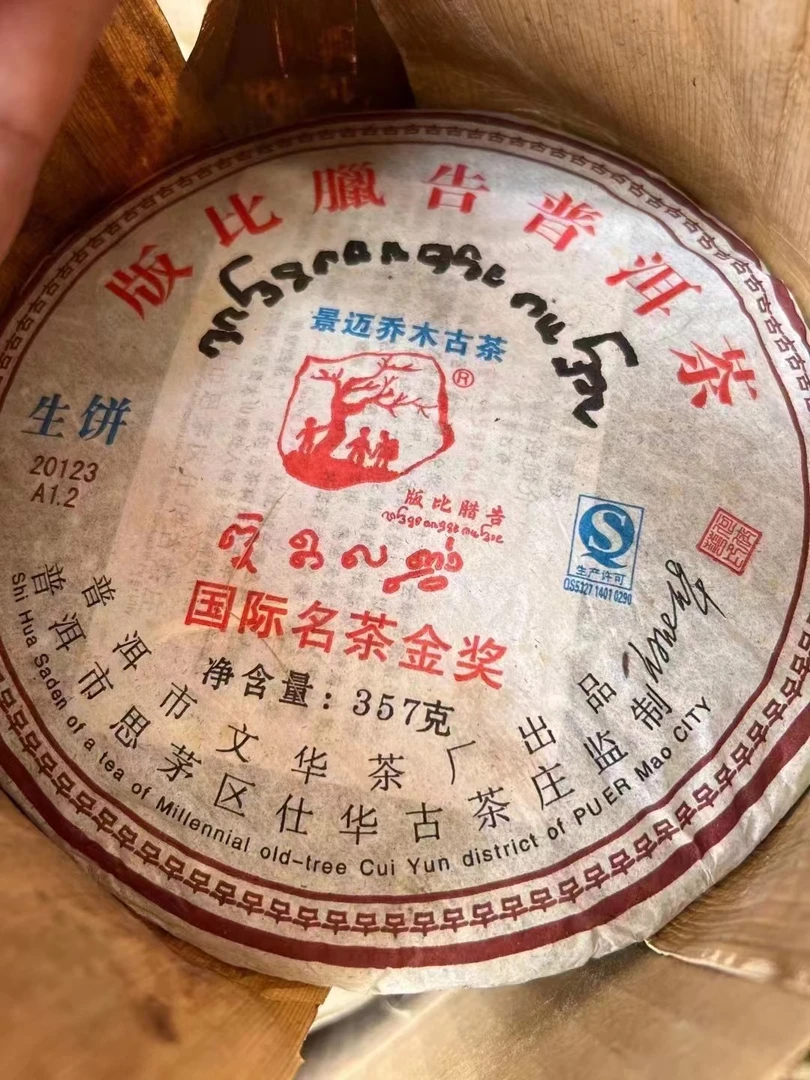 版比臘告普洱茶
景迈乔木古茶
®
生饼
20123
A1.2
版比腊告
生产许可
QS5327 1401 0290
国际名茶金奖
净含量：357克
普洱市文华茶厂出品
普洱市思茅区仕华古茶庄监制
Shi Hua Saden of a tea of Millennial old-tree Cui Yun district of PUER Mao CITY